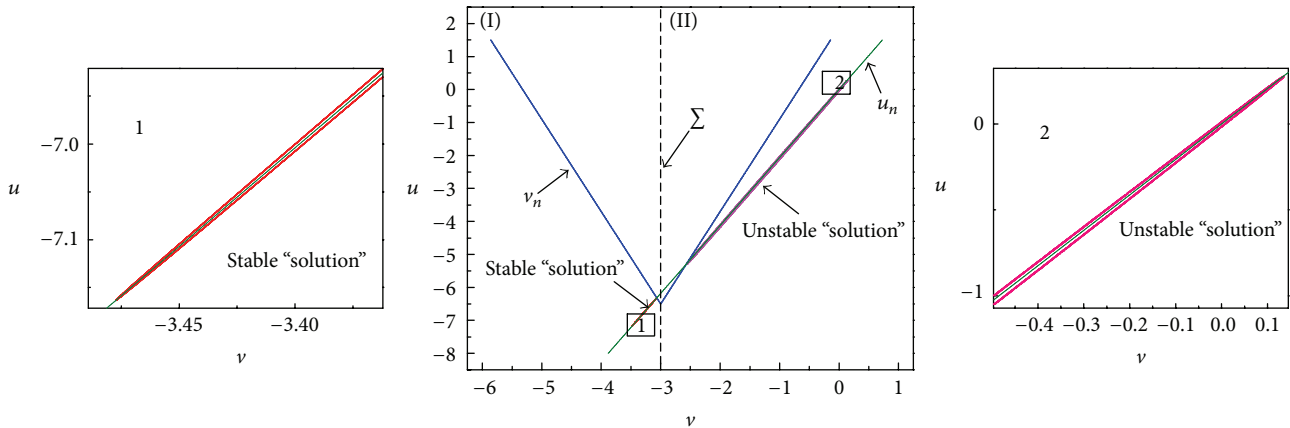 1
Stable “solution”
−7.0
−7.1
u
−3.45
−3.40
v
(I)
(II)
2
1
0
−1
−2
−3
−4
−5
−6
−7
−8
u
∑
2
u_n
v_n
Unstable “solution”
Stable “solution”
1
−6
−5
−4
−3
−2
−1
0
1
v
2
Unstable “solution”
0
−1
u
−0.4
−0.3
−0.2
−0.1
0.0
0.1
v